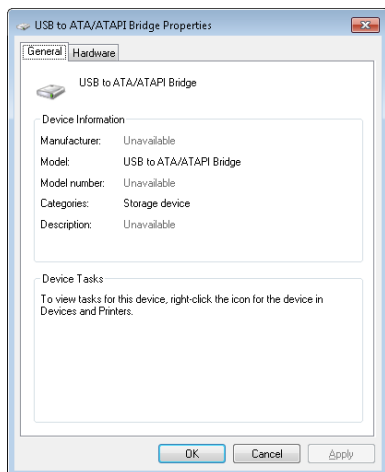 USB to ATA/ATAPI Bridge Properties
General Hardware
USB to ATA/ATAPI Bridge
Device Information
Manufacturer: Unavailable
Model: USB to ATA/ATAPI Bridge
Model number: Unavailable
Categories: Storage device
Description: Unavailable
Device Tasks
To view tasks for this device, right-click the icon for the device in
Devices and Printers.
OK Cancel Apply